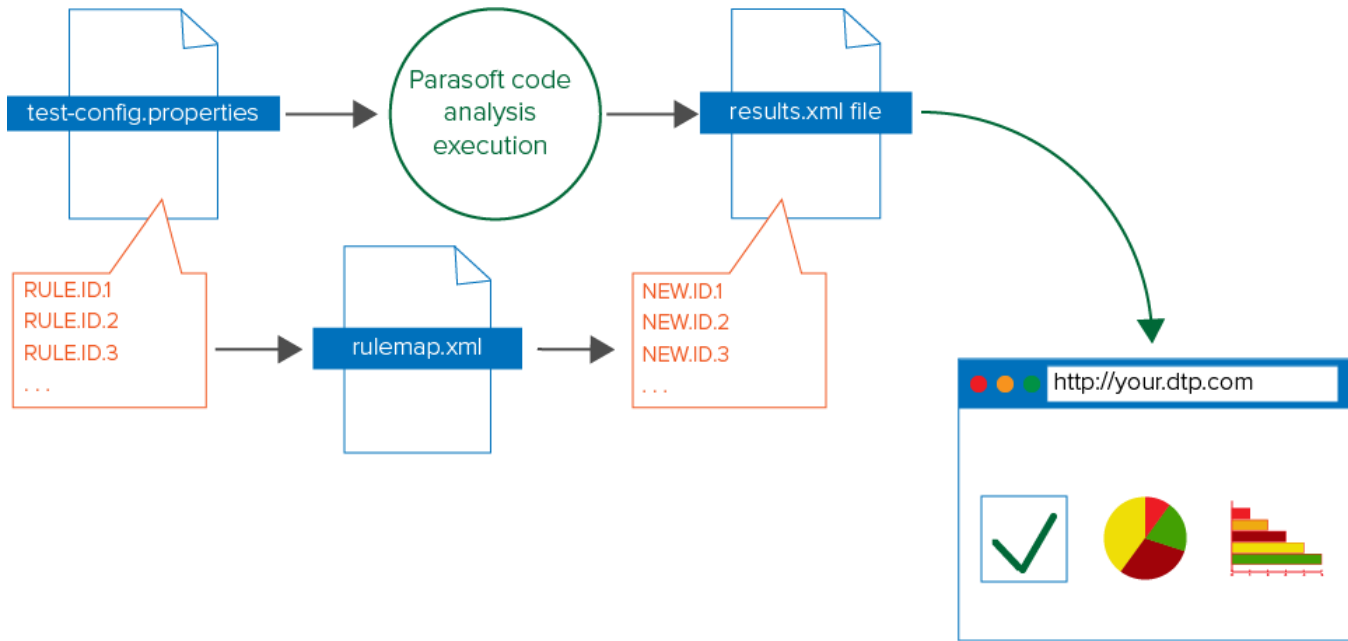 test-config.properties
Parasoft code
analysis
execution
results.xml file
RULE.ID.1
RULE.ID.2
RULE.ID.3
. . .
rulemap.xml
NEW.ID.1
NEW.ID.2
NEW.ID.3
. . .
http://your.dtp.com